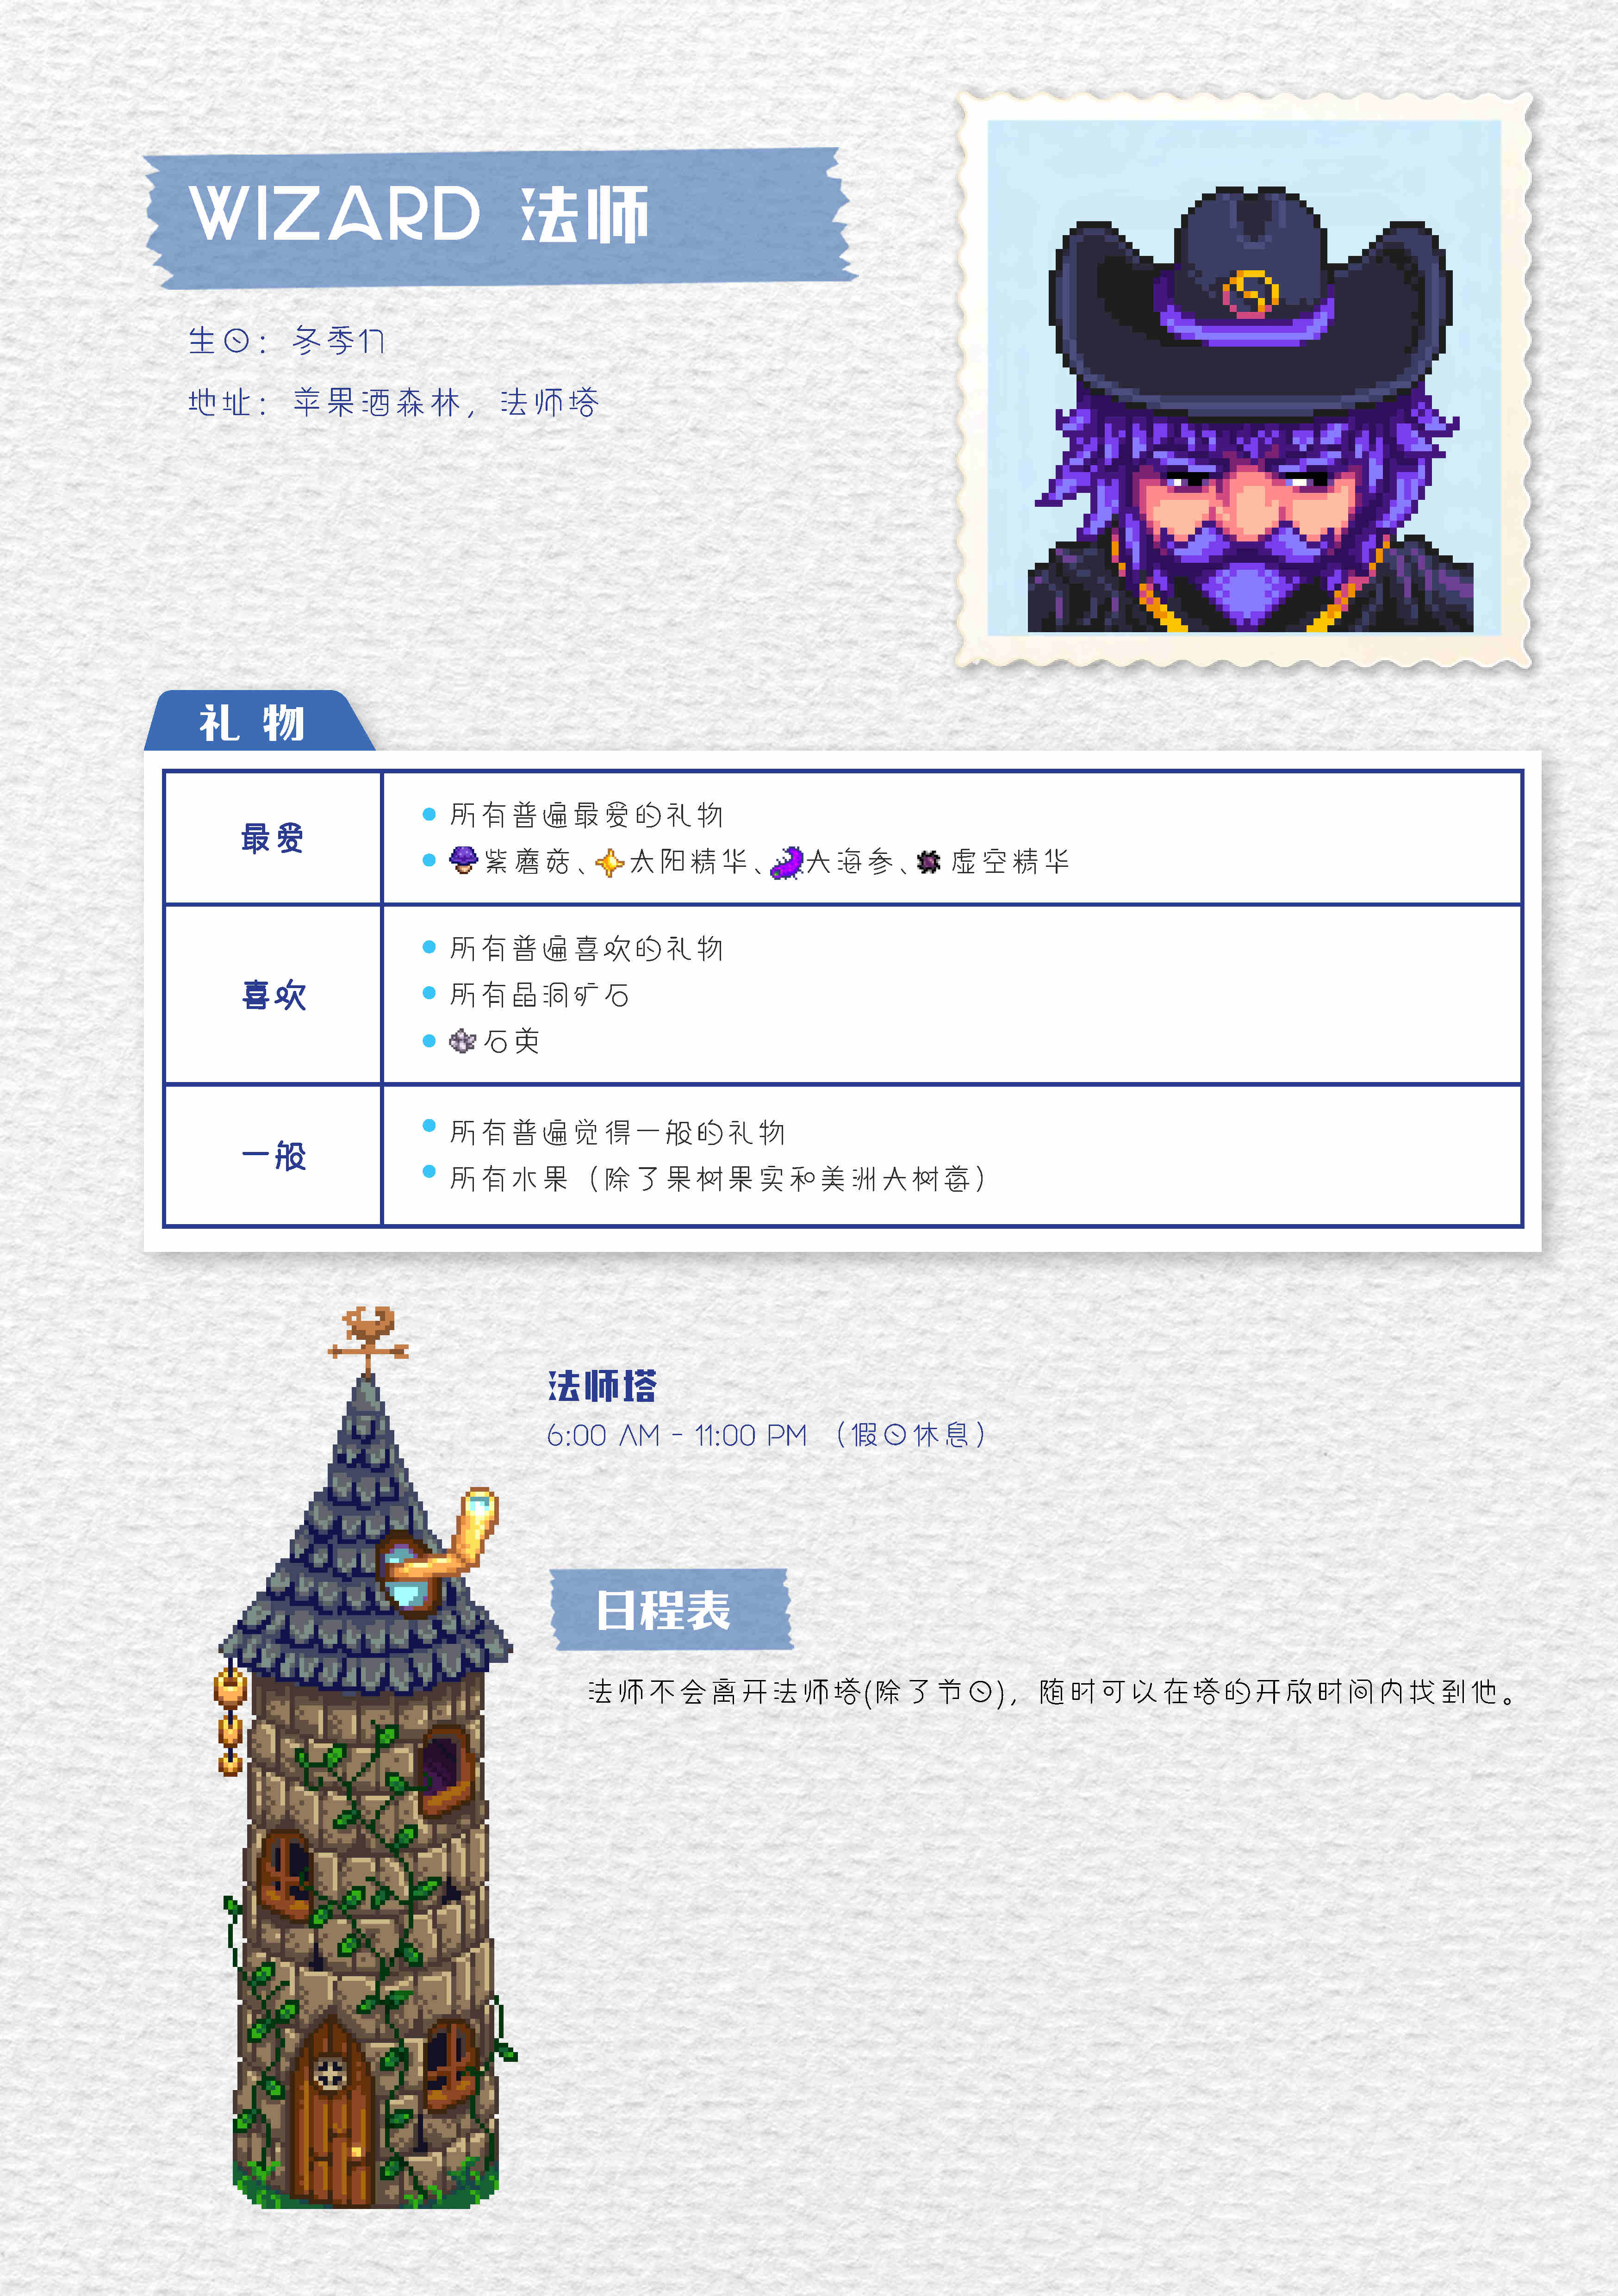 WIZARD 法师
生日：冬季17
地址：苹果酒森林，法师塔
礼 物
最爱
所有普遍最爱的礼物
紫蘑菇、太阳精华、大海参、虚空精华
喜欢
所有普遍喜欢的礼物
所有晶洞矿石
石英
一般
所有普遍觉得一般的礼物
所有水果（除了果树果实和美洲大树莓）
法师塔
6:00 AM - 11:00 PM （假日休息）
日程表
法师不会离开法师塔(除了节日)，随时可以在塔的开放时间内找到他。